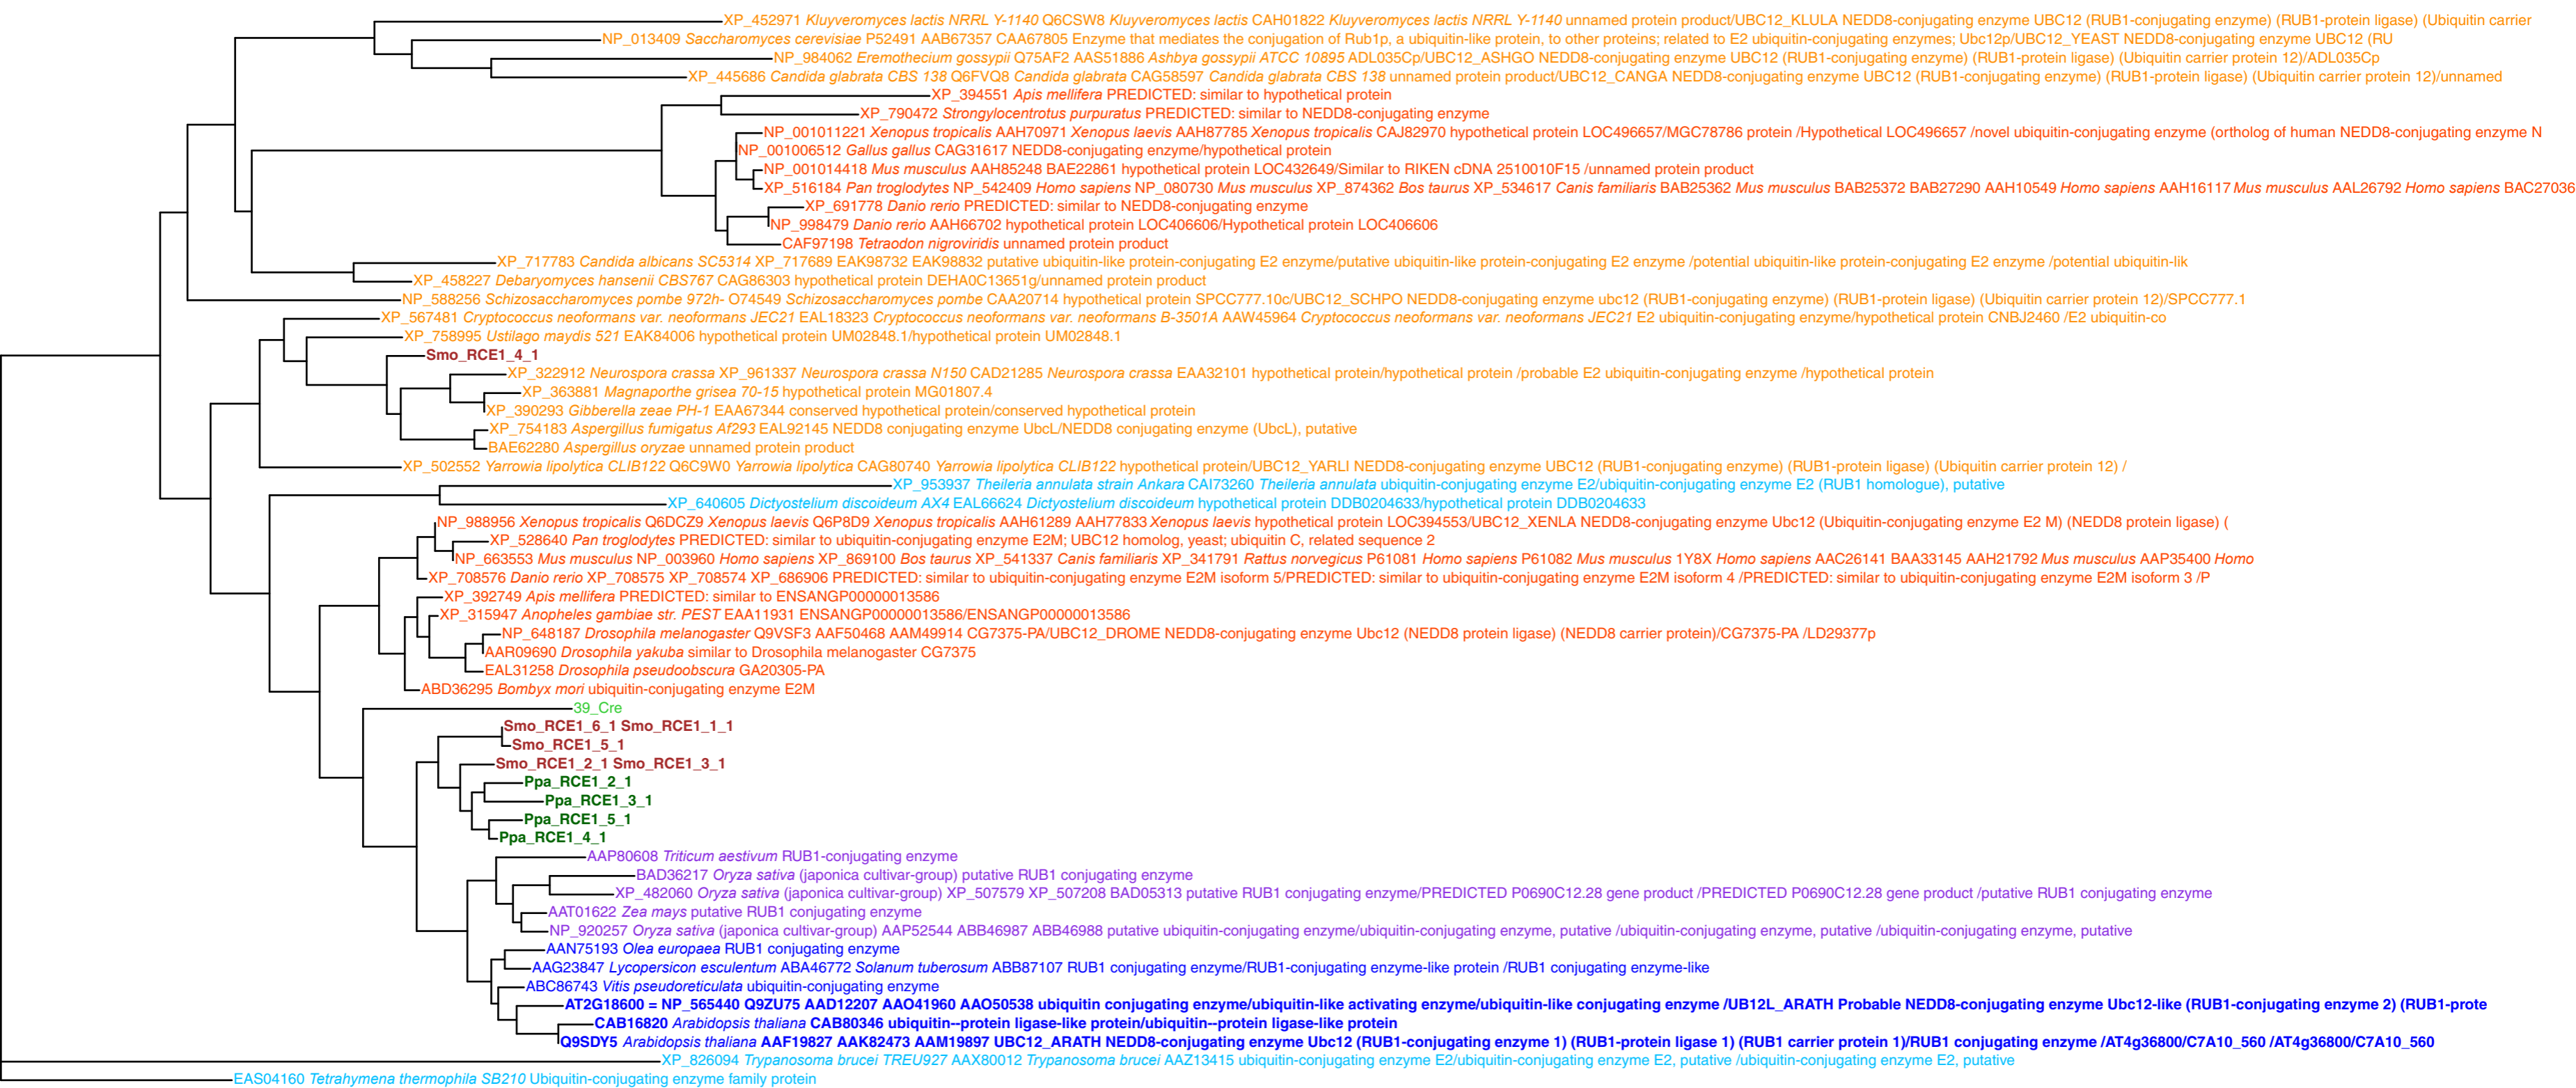 XP_452971 Kluyveromyces lactis NRRL Y-1140 Q6CSW8 Kluyveromyces lactis CAH01822 Kluyveromyces lactis NRRL Y-1140 unnamed protein product/UBC12_KLULA NEDD8-conjugating enzyme UBC12 (RUB1-conjugating enzyme) (RUB1-protein ligase) (Ubiquitin carrier
NP_013409 Saccharomyces cerevisiae P52491 AAB67357 CAA67805 Enzyme that mediates the conjugation of Rub1p, a ubiquitin-like protein, to other proteins; related to E2 ubiquitin-conjugating enzymes; Ubc12p/UBC12_YEAST NEDD8-conjugating enzyme UBC12 (RU
NP_984062 Eremothecium gossypii Q75AF2 AAS51886 Ashbya gossypii ATCC 10895 ADL035Cp/UBC12_ASHGO NEDD8-conjugating enzyme UBC12 (RUB1-conjugating enzyme) (RUB1-protein ligase) (Ubiquitin carrier protein 12)/ADL035Cp
XP_445686 Candida glabrata CBS 138 Q6FVQ8 Candida glabrata CAG58597 Candida glabrata CBS 138 unnamed protein product/UBC12_CANGA NEDD8-conjugating enzyme UBC12 (RUB1-conjugating enzyme) (RUB1-protein ligase) (Ubiquitin carrier protein 12)/unnamed
XP_394551 Apis mellifera PREDICTED: similar to hypothetical protein
XP_790472 Strongylocentrotus purpuratus PREDICTED: similar to NEDD8-conjugating enzyme
NP_001011221 Xenopus tropicalis AAH70971 Xenopus laevis AAH87785 Xenopus tropicalis CAJ82970 hypothetical protein LOC496657/MGC78786 protein /Hypothetical LOC496657 /novel ubiquitin-conjugating enzyme (ortholog of human NEDD8-conjugating enzyme N
NP_001006512 Gallus gallus CAG31617 NEDD8-conjugating enzyme/hypothetical protein
NP_001014418 Mus musculus AAH85248 BAE22861 hypothetical protein LOC432649/Similar to RIKEN cDNA 2510010F15 /unnamed protein product
XP_516184 Pan troglodytes NP_542409 Homo sapiens NP_080730 Mus musculus XP_874362 Bos taurus XP_534617 Canis familiaris BAB25362 Mus musculus BAB25372 BAB27290 AAH10549 Homo sapiens AAH16117 Mus musculus AAL26792 Homo sapiens BAC27036
XP_691778 Danio rerio PREDICTED: similar to NEDD8-conjugating enzyme
NP_998479 Danio rerio AAH66702 hypothetical protein LOC406606/Hypothetical protein LOC406606
CAF97198 Tetraodon nigroviridis unnamed protein product
XP_717783 Candida albicans SC5314 XP_717689 EAK98732 EAK98832 putative ubiquitin-like protein-conjugating E2 enzyme/putative ubiquitin-like protein-conjugating E2 enzyme /potential ubiquitin-like protein-conjugating E2 enzyme /potential ubiquitin-lik
XP_458227 Debaryomyces hansenii CBS767 CAG86303 hypothetical protein DEHA0C13651g/unnamed protein product
NP_588256 Schizosaccharomyces pombe 972h- O74549 Schizosaccharomyces pombe CAA20714 hypothetical protein SPCC777.10c/UBC12_SCHPO NEDD8-conjugating enzyme ubc12 (RUB1-conjugating enzyme) (RUB1-protein ligase) (Ubiquitin carrier protein 12)/SPCC777.1
XP_567481 Cryptococcus neoformans var. neoformans JEC21 EAL18323 Cryptococcus neoformans var. neoformans B-3501A AAW45964 Cryptococcus neoformans var. neoformans JEC21 E2 ubiquitin-conjugating enzyme/hypothetical protein CNBJ2460 /E2 ubiquitin-co
XP_758995 Ustilago maydis 521 EAK84006 hypothetical protein UM02848.1/hypothetical protein UM02848.1
Smo_RCE1_4_1
XP_322912 Neurospora crassa XP_961337 Neurospora crassa N150 CAD21285 Neurospora crassa EAA32101 hypothetical protein/hypothetical protein /probable E2 ubiquitin-conjugating enzyme /hypothetical protein
XP_363881 Magnaporthe grisea 70-15 hypothetical protein MG01807.4
XP_390293 Gibberella zeae PH-1 EAA67344 conserved hypothetical protein/conserved hypothetical protein
XP_754183 Aspergillus fumigatus Af293 EAL92145 NEDD8 conjugating enzyme UbcL/NEDD8 conjugating enzyme (UbcL), putative
BAE62280 Aspergillus oryzae unnamed protein product
XP_502552 Yarrowia lipolytica CLIB122 Q6C9W0 Yarrowia lipolytica CAG80740 Yarrowia lipolytica CLIB122 hypothetical protein/UBC12_YARLI NEDD8-conjugating enzyme UBC12 (RUB1-conjugating enzyme) (RUB1-protein ligase) (Ubiquitin carrier protein 12) /
XP_953937 Theileria annulata strain Ankara CAI73260 Theileria annulata ubiquitin-conjugating enzyme E2/ubiquitin-conjugating enzyme E2 (RUB1 homologue), putative
XP_640605 Dictyostelium discoideum AX4 EAL66624 Dictyostelium discoideum hypothetical protein DDB0204633/hypothetical protein DDB0204633
NP_988956 Xenopus tropicalis Q6DCZ9 Xenopus laevis Q6P8D9 Xenopus tropicalis AAH61289 AAH77833 Xenopus laevis hypothetical protein LOC394553/UBC12_XENLA NEDD8-conjugating enzyme Ubc12 (Ubiquitin-conjugating enzyme E2 M) (NEDD8 protein ligase) (
XP_528640 Pan troglodytes PREDICTED: similar to ubiquitin-conjugating enzyme E2M; UBC12 homolog, yeast; ubiquitin C, related sequence 2
NP_663553 Mus musculus NP_003960 Homo sapiens XP_869100 Bos taurus XP_541337 Canis familiaris XP_341791 Rattus norvegicus P61081 Homo sapiens P61082 Mus musculus 1Y8X Homo sapiens AAC26141 BAA33145 AAH21792 Mus musculus AAP35400 Homo
XP_708576 Danio rerio XP_708575 XP_708574 XP_686906 PREDICTED: similar to ubiquitin-conjugating enzyme E2M isoform 5/PREDICTED: similar to ubiquitin-conjugating enzyme E2M isoform 4 /PREDICTED: similar to ubiquitin-conjugating enzyme E2M isoform 3 /P
XP_392749 Apis mellifera PREDICTED: similar to ENSANGP00000013586
XP_315947 Anopheles gambiae str. PEST EAA11931 ENSANGP00000013586/ENSANGP00000013586
NP_648187 Drosophila melanogaster Q9VSF3 AAF50468 AAM49914 CG7375-PA/UBC12_DROME NEDD8-conjugating enzyme Ubc12 (NEDD8 protein ligase) (NEDD8 carrier protein)/CG7375-PA /LD29377p
AAR09690 Drosophila yakuba similar to Drosophila melanogaster CG7375
EAL31258 Drosophila pseudoobscura GA20305-PA
ABD36295 Bombyx mori ubiquitin-conjugating enzyme E2M
39_Cre
Smo_RCE1_6_1 Smo_RCE1_1_1
Smo_RCE1_5_1
Smo_RCE1_2_1 Smo_RCE1_3_1
Ppa_RCE1_2_1
Ppa_RCE1_3_1
Ppa_RCE1_5_1
Ppa_RCE1_4_1
AAP80608 Triticum aestivum RUB1-conjugating enzyme
BAD36217 Oryza sativa (japonica cultivar-group) putative RUB1 conjugating enzyme
XP_482060 Oryza sativa (japonica cultivar-group) XP_507579 XP_507208 BAD05313 putative RUB1 conjugating enzyme/PREDICTED P0690C12.28 gene product /PREDICTED P0690C12.28 gene product /putative RUB1 conjugating enzyme
AAT01622 Zea mays putative RUB1 conjugating enzyme
NP_920257 Oryza sativa (japonica cultivar-group) AAP52544 ABB46987 ABB46988 putative ubiquitin-conjugating enzyme/ubiquitin-conjugating enzyme, putative /ubiquitin-conjugating enzyme, putative /ubiquitin-conjugating enzyme, putative
AAN75193 Olea europaea RUB1 conjugating enzyme
AAG23847 Lycopersicon esculentum ABA46772 Solanum tuberosum ABB87107 RUB1 conjugating enzyme/RUB1-conjugating enzyme-like protein /RUB1 conjugating enzyme-like
ABC86743 Vitis pseudoreticulata ubiquitin-conjugating enzyme
AT2G18600 = NP_565440 Q9ZU75 AAD12207 AAO41960 AAO50538 ubiquitin conjugating enzyme/ubiquitin-like activating enzyme/ubiquitin-like conjugating enzyme /UB12L_ARATH Probable NEDD8-conjugating enzyme Ubc12-like (RUB1-conjugating enzyme 2) (RUB1-prote
CAB16820 Arabidopsis thaliana CAB80346 ubiquitin--protein ligase-like protein/ubiquitin--protein ligase-like protein
Q9SDY5 Arabidopsis thaliana AAF19827 AAK82473 AAM19897 UBC12_ARATH NEDD8-conjugating enzyme Ubc12 (RUB1-conjugating enzyme 1) (RUB1-protein ligase 1) (RUB1 carrier protein 1)/RUB1 conjugating enzyme /AT4g36800/C7A10_560 /AT4g36800/C7A10_560
XP_826094 Trypanosoma brucei TREU927 AAX80012 Trypanosoma brucei AAZ13415 ubiquitin-conjugating enzyme E2/ubiquitin-conjugating enzyme E2, putative /ubiquitin-conjugating enzyme E2, putative
EAS04160 Tetrahymena thermophila SB210 Ubiquitin-conjugating enzyme family protein